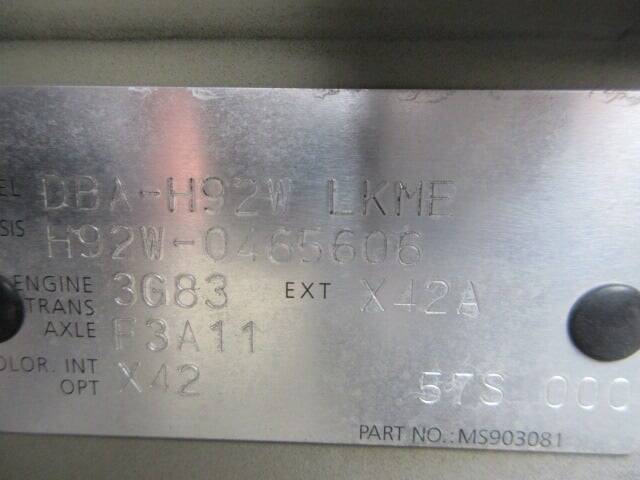 EL DBA-H92W LKME
SIS H92W-0465606
ENGINE 3G83 EXT X42A
TRANS
AXLE F3A11
OLOR. INT X42
OPT 57S 000
PART NO.: MS903081